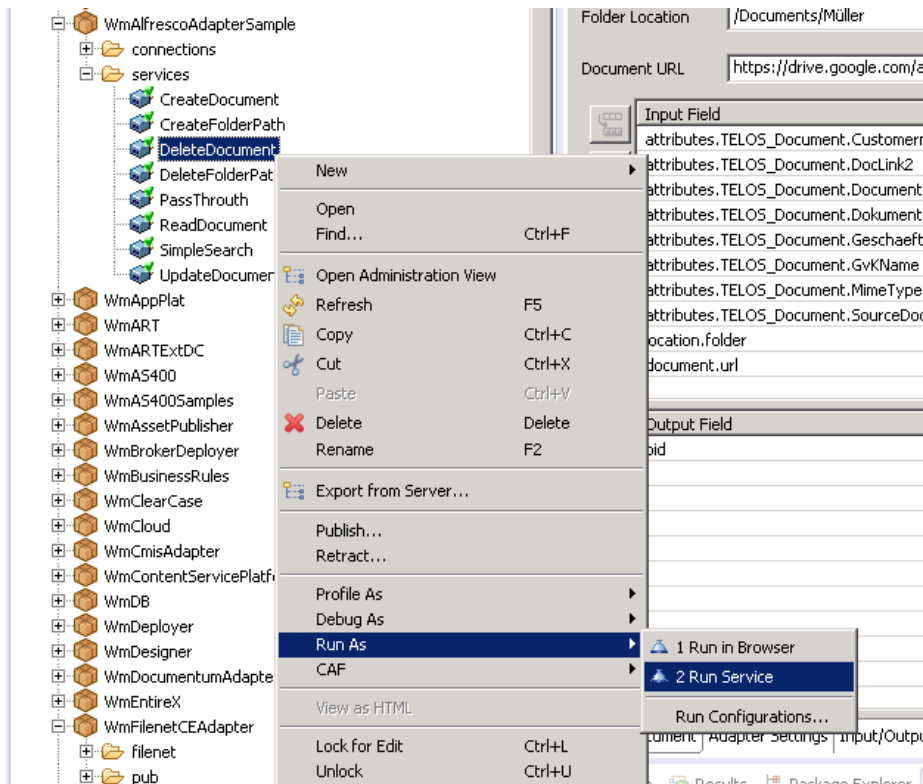 WmAlfrescoAdapterSample
connections
services
CreateDocument
CreateFolderPath
DeleteDocument
DeleteFolderPat
PassThrouth
ReadDocument
SimpleSearch
UpdateDocumen
WmAppPlat
WmART
WmARTExtDC
WmAS400
WmAS400Samples
WmAssetPublisher
WmBrokerDeployer
WmBusinessRules
WmClearCase
WmCloud
WmCmisAdapter
WmContentServicePlatf
WmDB
WmDeployer
WmDesigner
WmDocumentumAdapte
WmEntireX
WmFilenetCEAdapter
filenet
pub
New
Open
Find... Ctrl+F
Open Administration View
Refresh F5
Copy Ctrl+C
Cut Ctrl+X
Paste Ctrl+V
Delete Delete
Rename F2
Export from Server...
Publish...
Retract...
Profile As
Debug As
Run As
CAF
View as HTML
Lock for Edit Ctrl+L
Unlock Ctrl+U
1 Run in Browser
2 Run Service
Run Configurations...
Folder Location /Documents/Müller
Document URL https://drive.google.com/a
Input Field
attributes.TELOS_Document.Customern
attributes.TELOS_Document.DocLink2
attributes.TELOS_Document.Document
attributes.TELOS_Document.Dokument
attributes.TELOS_Document.Geschaeft
attributes.TELOS_Document.GvKName
attributes.TELOS_Document.MimeType
attributes.TELOS_Document.SourceDoc
ocation.folder
document.url
Output Field
oid
cument Adapter Settings Input/Outpu
Results Package Explorer